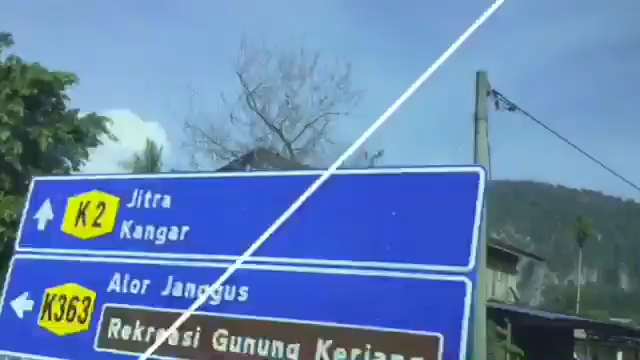 K2
Jitra
Kangar
K363
Alor Janggus
Rekreasi Gunung Keriang